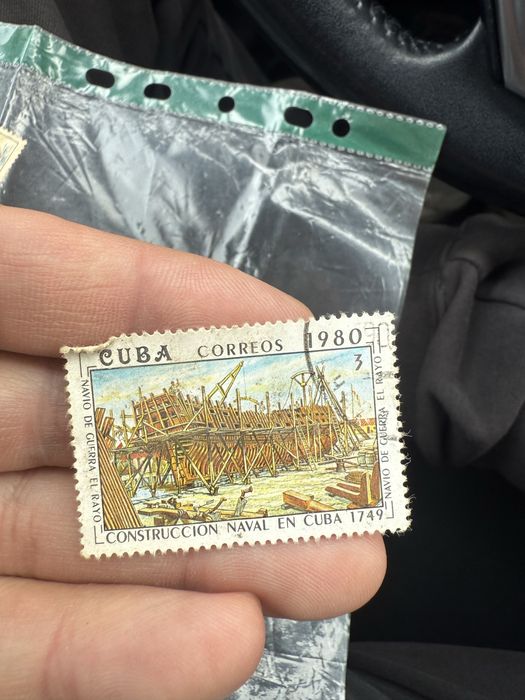 CUBA CORREOS 1980
3
NAVIO DE GUERRA EL RAYO
NAVIO DE GUERRA EL RAYO
CONSTRUCCION NAVAL EN CUBA 1749